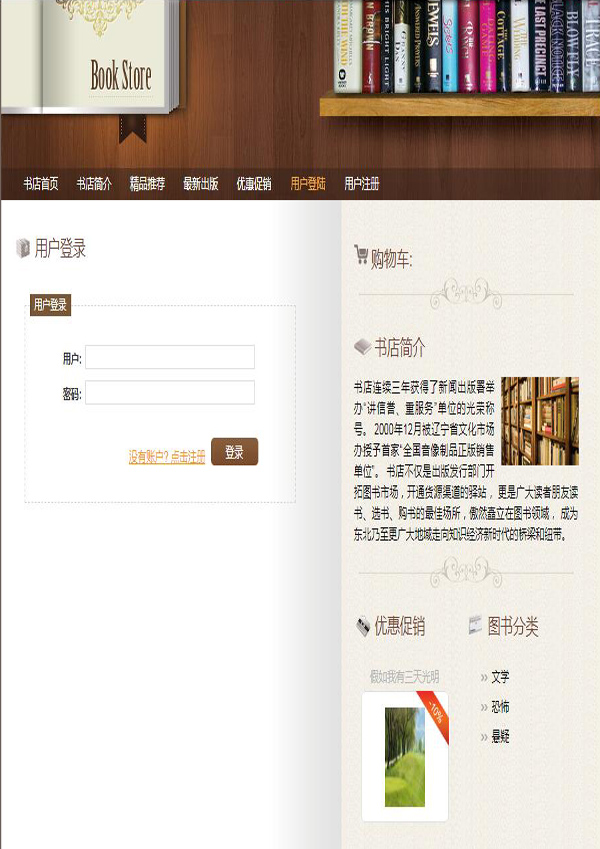 Book Store
ANSWERED PRAYERS
JEWELS
THE LAST PRECINCT
BLOW FLY
TRACE
书店首页 书店简介 精品推荐 最新出版 优惠促销 用户登陆 用户注册
用户登录
用户登录
用户:
密码:
没有账户? 点击注册 登录
购物车:
书店简介
书店连续三年获得了新闻出版署举
办“讲信誉、重服务”单位的光荣称
号。 2000年12月被辽宁省文化市场
办授予首家“全国音像制品正版销售
单位”。 书店不仅是出版发行部门开
拓图书市场，开通货源渠道的驿站， 更是广大读者朋友读
书、选书、购书的最佳场所，傲然矗立在图书领域， 成为
东北乃至更广大地域走向知识经济新时代的桥梁和纽带。
优惠促销 图书分类
假如我有三天光明
-10%
» 文学
» 恐怖
» 悬疑